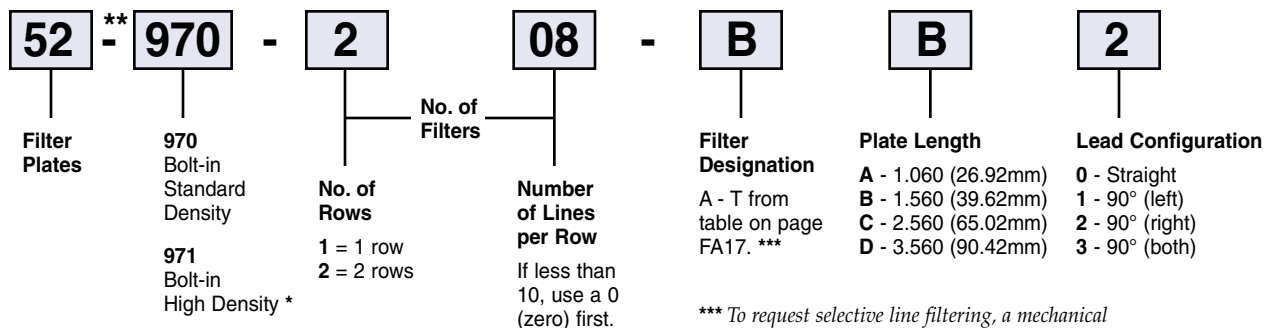 52 -** 970 - 2 08 - B B 2
No. of
Filters
Filter
Plates
970
Bolt-in
Standard
Density
971
Bolt-in
High Density *
No. of
Rows
1 = 1 row
2 = 2 rows
Number
of Lines
per Row
If less than
10, use a 0
(zero) first.
Filter
Designation
A - T from
table on page
FA17. ***
Plate Length
A - 1.060 (26.92mm)
B - 1.560 (39.62mm)
C - 2.560 (65.02mm)
D - 3.560 (90.42mm)
Lead Configuration
0 - Straight
1 - 90° (left)
2 - 90° (right)
3 - 90° (both)
*** To request selective line filtering, a mechanical